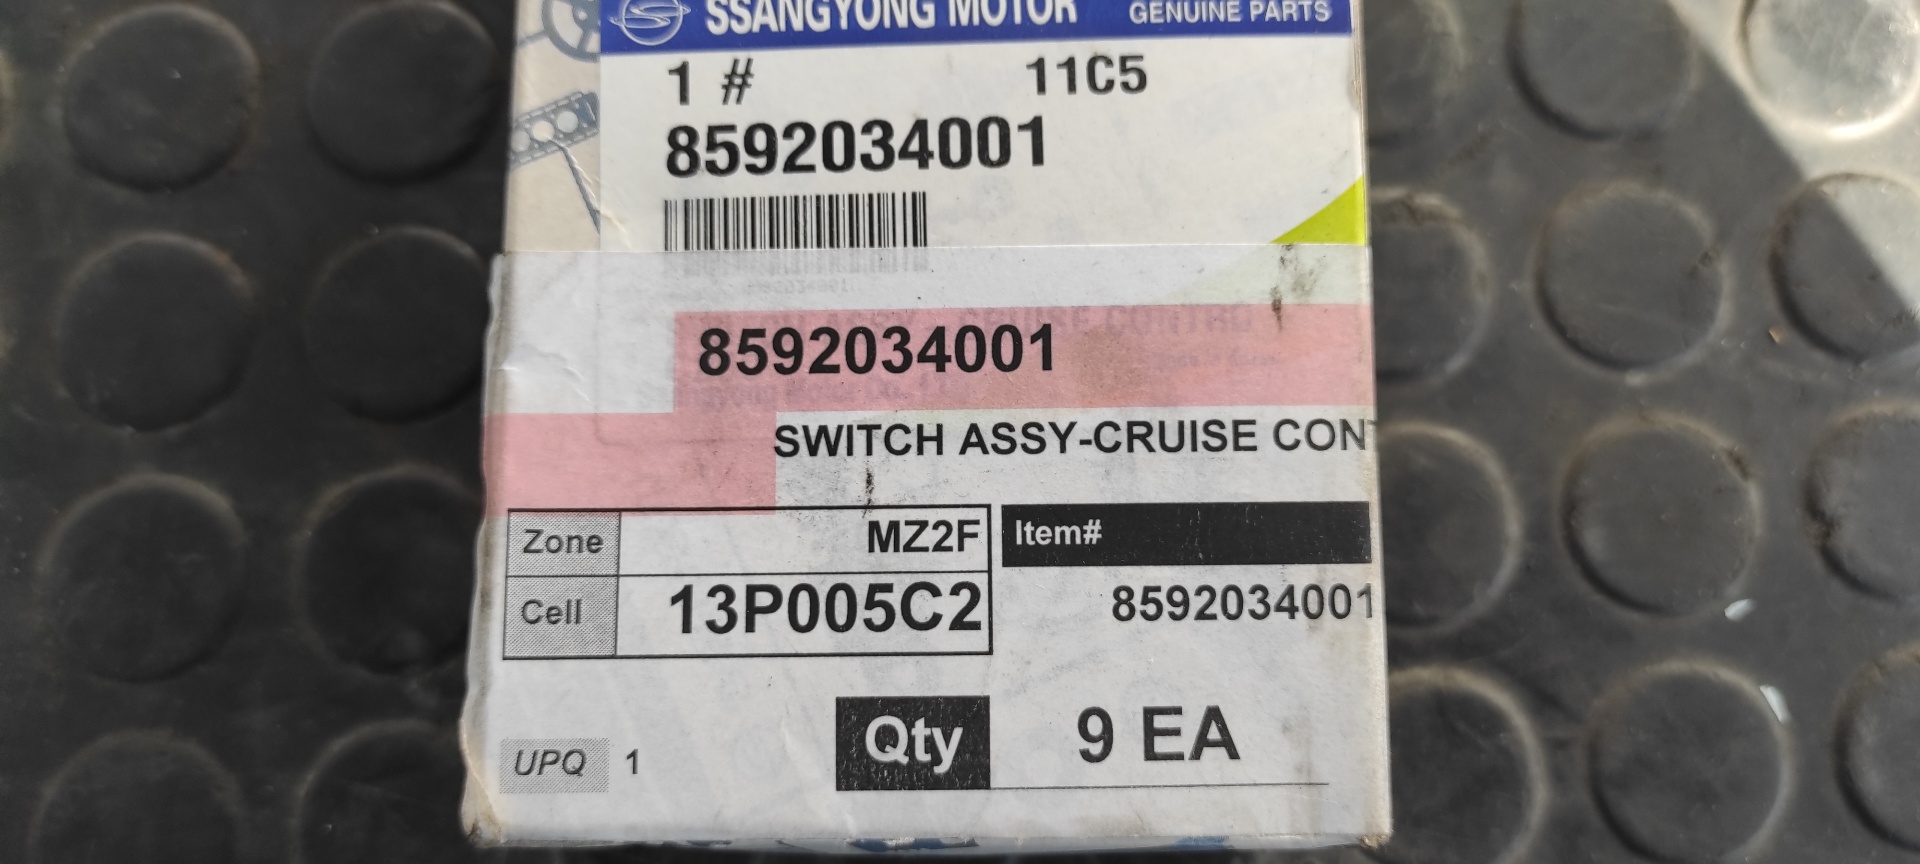 SSANGYONG MOTOR GENUINE PARTS
1 # 11C5
8592034001
8592034001
SWITCH ASSY-CRUISE CON
Zone MZ2F Item#
Cell 13P005C2 8592034001
UPQ 1 Qty 9 EA